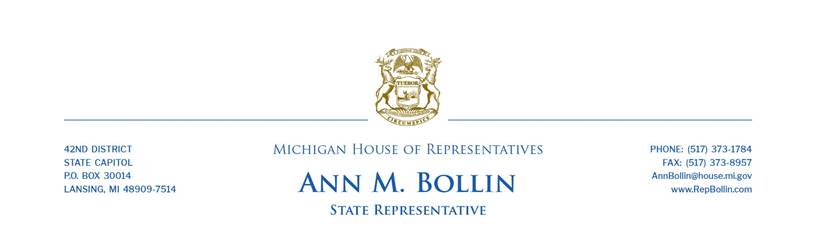 TUEBOR
CIRCUMSPICE
42ND DISTRICT
STATE CAPITOL
P.O. BOX 30014
LANSING, MI 48909-7514
MICHIGAN HOUSE OF REPRESENTATIVES
ANN M. BOLLIN
STATE REPRESENTATIVE
PHONE: (517) 373-1784
FAX: (517) 373-8957
AnnBollin@house.mi.gov
www.RepBollin.com